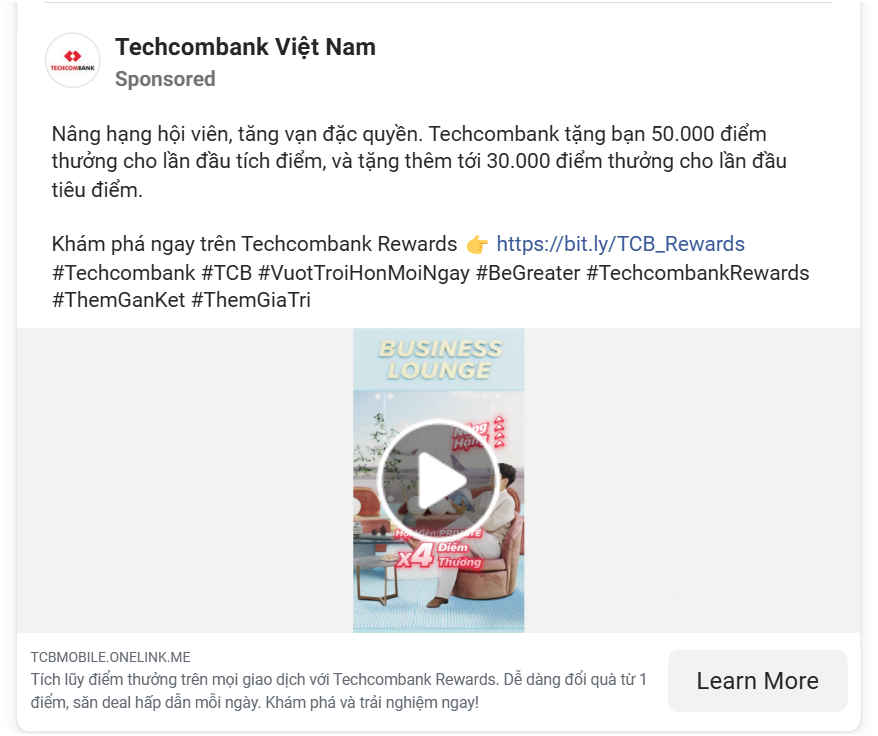 Techcombank Việt Nam
TECHCOMBANK
Sponsored
Nâng hạng hội viên, tăng vạn đặc quyền. Techcombank tặng bạn 50.000 điểm
thưởng cho lần đầu tích điểm, và tặng thêm tới 30.000 điểm thưởng cho lần đầu
tiêu điểm.
Khám phá ngay trên Techcombank Rewards 👉 https://bit.ly/TCB_Rewards
#Techcombank #TCB #VuotTroiHonMoiNgay #BeGreater #TechcombankRewards
#ThemGanKet #ThemGiaTri
BUSINESS
LOUNGE
Nâng
Hạng
Hội viên PRIVATE
x4 Điểm
Thưởng
TCBMOBILE.ONELINK.ME
Tích lũy điểm thưởng trên mọi giao dịch với Techcombank Rewards. Dễ dàng đổi quà từ 1
điểm, săn deal hấp dẫn mỗi ngày. Khám phá và trải nghiệm ngay!
Learn More